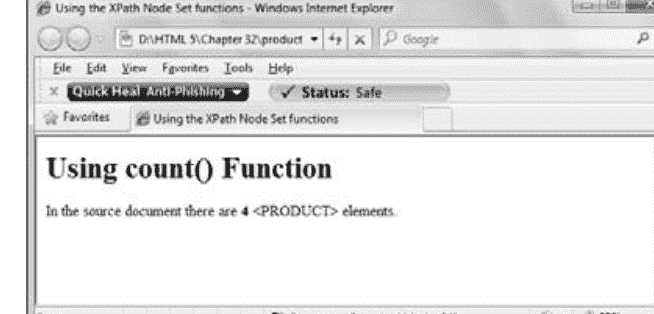 Using the XPath Node Set functions - Windows Internet Explorer
D:\HTML 5\Chapter 32\product
Google
File Edit View Favorites Tools Help
Quick Heal Anti-Phishing Status: Safe
Favorites Using the XPath Node Set functions
Using count() Function
In the source document there are 4 <PRODUCT> elements.